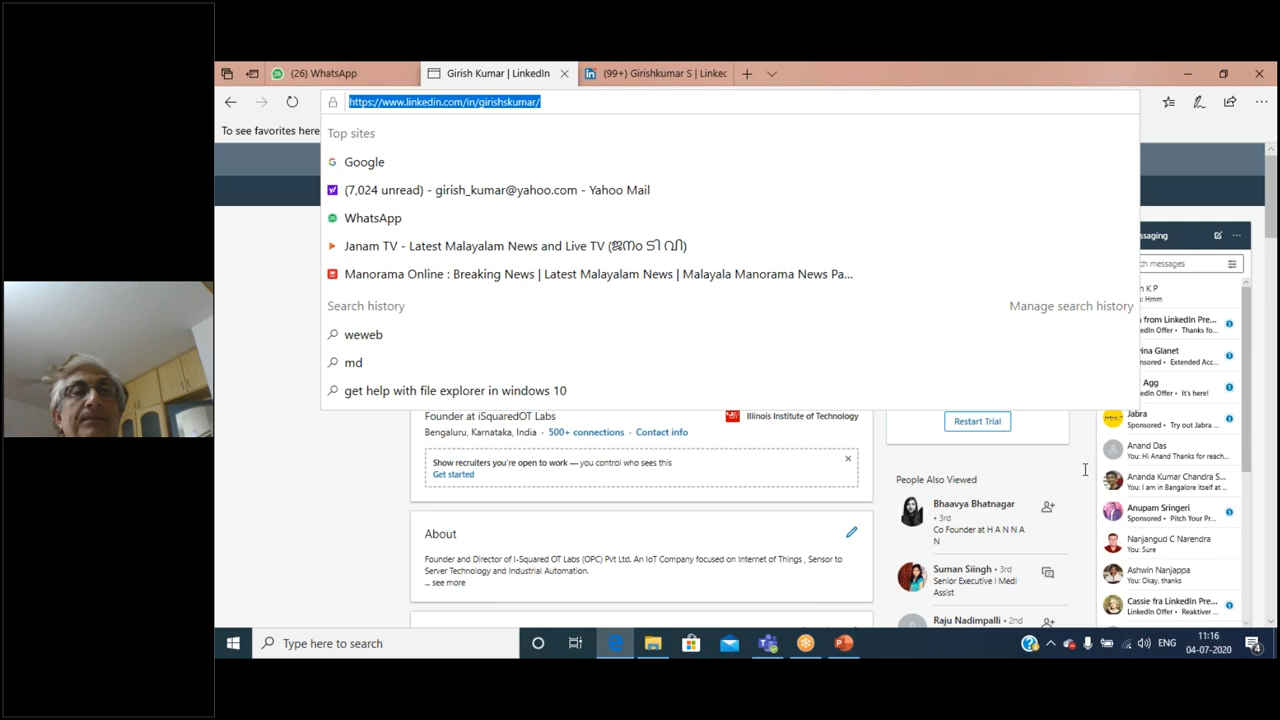 (26) WhatsApp
Girish Kumar | LinkedIn
(99+) Girishkumar S | Linkec
https://www.linkedin.com/in/girishskumar/
To see favorites here
Top sites
Google
(7,024 unread) - girish_kumar@yahoo.com - Yahoo Mail
WhatsApp
Janam TV - Latest Malayalam News and Live TV (ജനം ടി വി)
Manorama Online : Breaking News | Latest Malayalam News | Malayala Manorama News Pa...
Search history
Manage search history
weweb
md
get help with file explorer in windows 10
Founder at iSquaredOT Labs
Illinois Institute of Technology
Bengaluru, Karnataka, India · 500+ connections · Contact info
Show recruiters you're open to work — you control who sees this
Get started
About
Founder and Director of I-Squared OT Labs (OPC) Pvt Ltd. An IoT Company focused on Internet of Things , Sensor to
Server Technology and Industrial Automation.
... see more
Restart Trial
People Also Viewed
Bhaavya Bhatnagar
• 3rd
Co Founder at H A N N A
N
Suman Siingh • 3rd
Senior Executive I Medi
Assist
Raju Nadimpalli • 2nd
ssaging
ch messages
n K P
: Hmm
from LinkedIn Pre...
edIn Offer • Thanks fo...
vina Glanet
onsored • Extended Acc...
Agg
edIn Offer • It's here!
Jabra
Sponsored • Try out Jabra ...
Anand Das
You: Hi Anand Thanks for reach...
Ananda Kumar Chandra S...
You: I am in Bangalore itself at ...
Anupam Sringeri
Sponsored • Pitch Your Pr...
Nanjangud C Narendra
You: Sure
Ashwin Nanjappa
You: Okay, thanks
Cassie fra LinkedIn Pre...
LinkedIn Offer • Reaktiver ...
Type here to search
ENG
11:16
04-07-2020
4